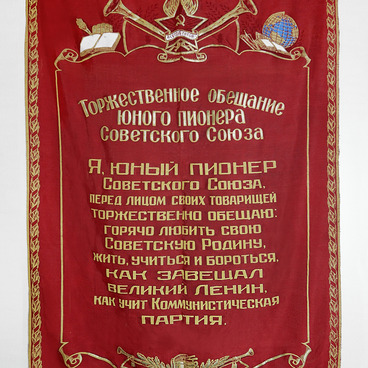 Торжественное обещание
юного пионера
Советского Союза
Я, юный пионер
Советского Союза,
перед лицом своих товарищей
торжественно обещаю:
горячо любить свою
Советскую Родину,
жить, учиться и бороться,
как завещал
великий Ленин,
как учит Коммунистическая
партия.